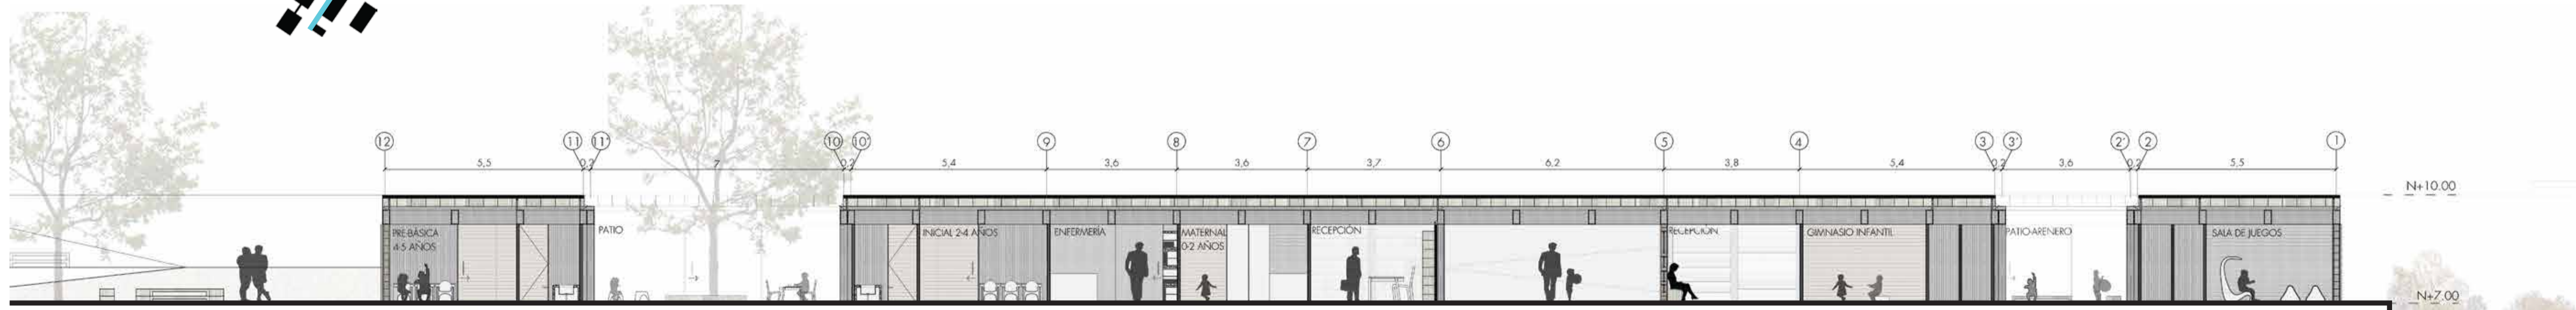 12 11 11' 10 10' 9 8 7 6 5 4 3 3' 2' 2 1
5,5 0,2 7 0,2 5,4 3,6 3,6 3,7 6,2 3,8 5,4 0,2 3,6 0,2 5,5
N+10.00
PRE-BÁSICA
4-5 AÑOS
PATIO
INICIAL 2-4 AÑOS
ENFERMERÍA
MATERNAL
0-2 AÑOS
RECEPCIÓN
RECEPCIÓN
GIMNASIO INFANTIL
PATIO-ARENERO
SALA DE JUEGOS
N+7.00